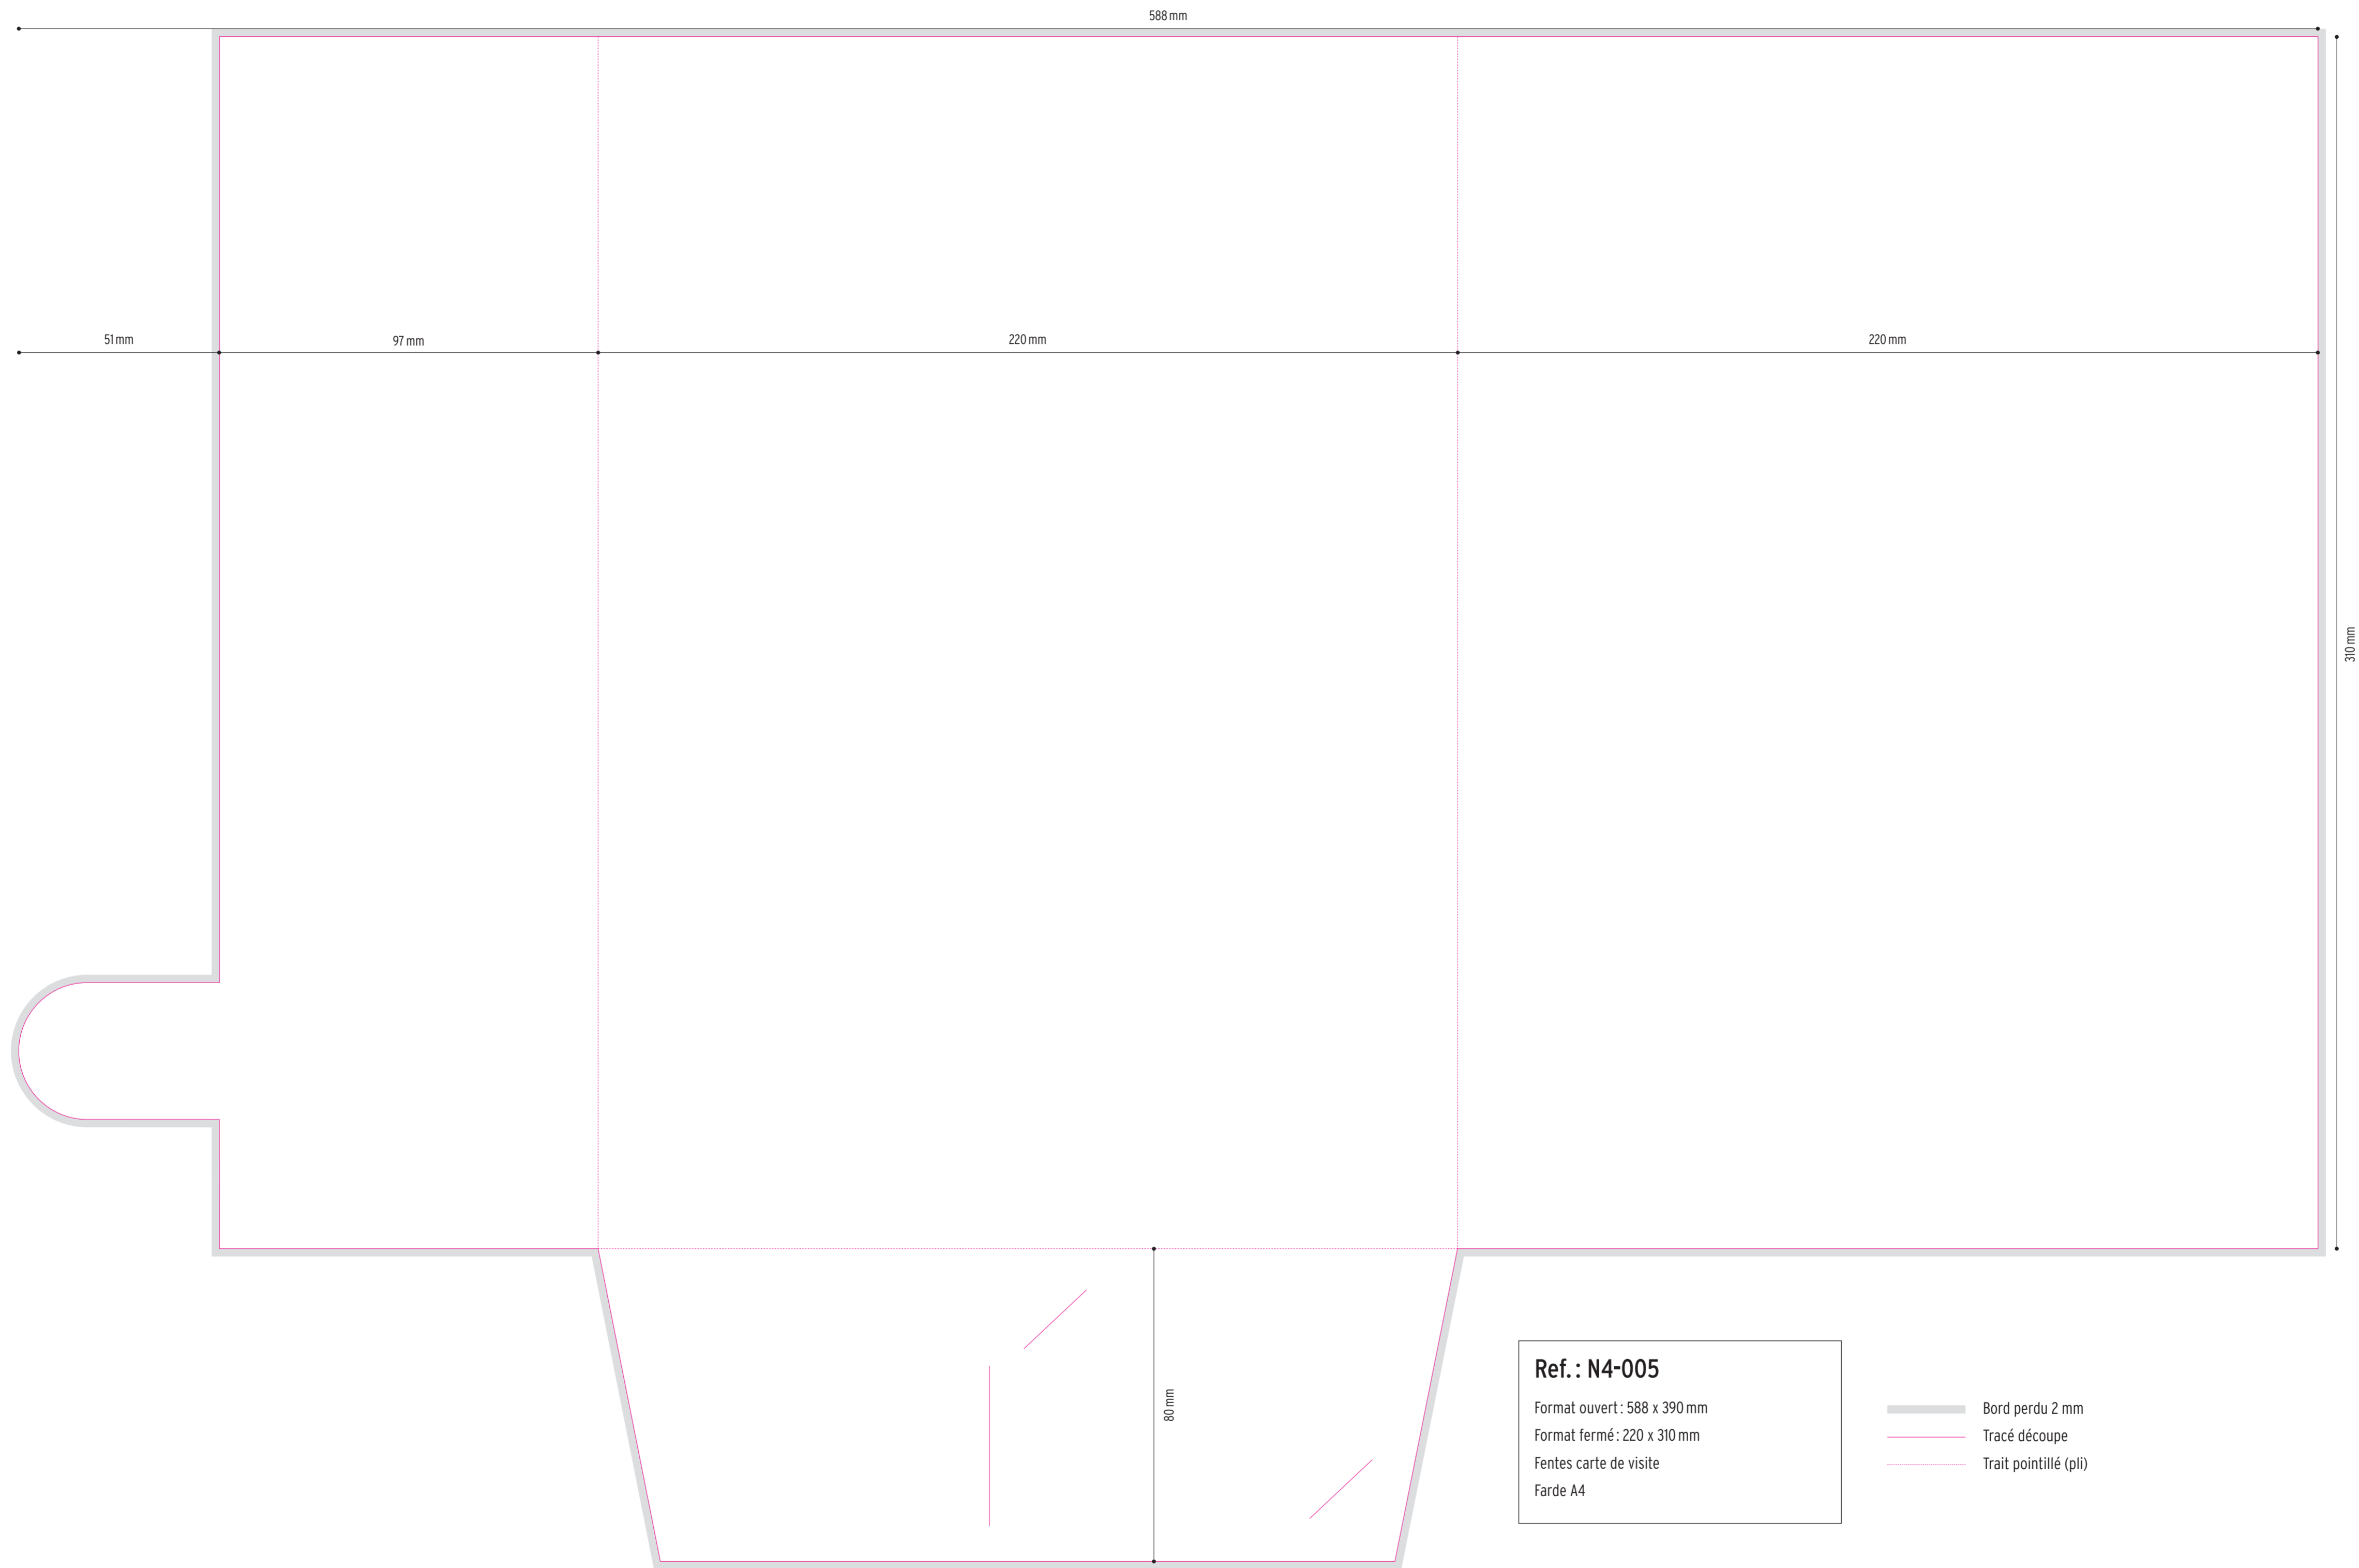 588 mm
51 mm
97 mm
220 mm
220 mm
310 mm
80 mm
Ref. : N4-005
Format ouvert : 588 x 390 mm
Format fermé : 220 x 310 mm
Fentes carte de visite
Farde A4
Bord perdu 2 mm
Tracé découpe
Trait pointillé (pli)